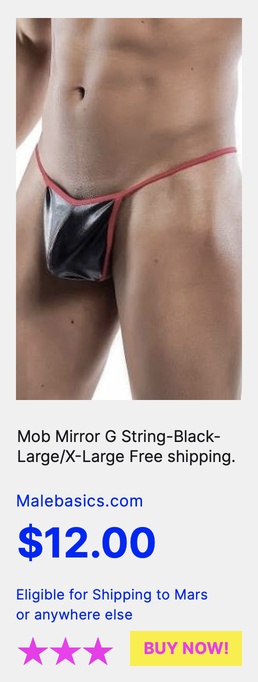 Mob Mirror G String-Black-
Large/X-Large Free shipping.
Malebasics.com
$12.00
Eligible for Shipping to Mars
or anywhere else
BUY NOW!